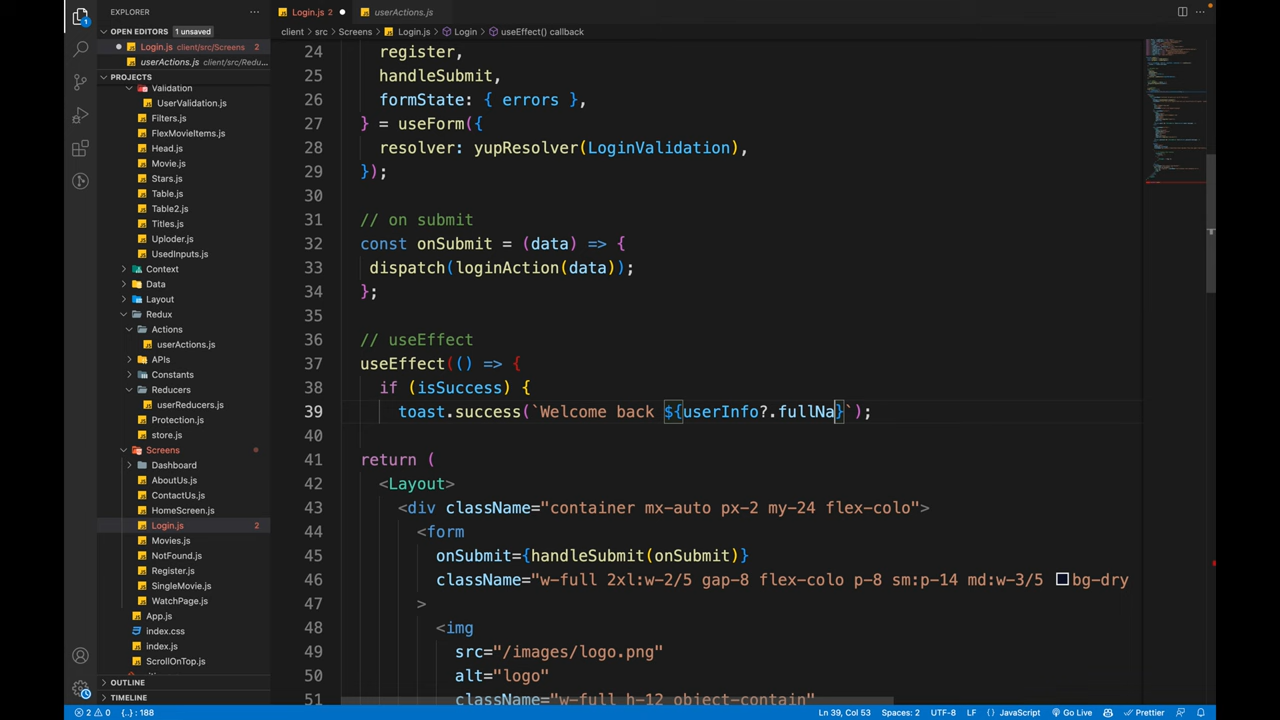 EXPLORER
Login.js
userActions.js
OPEN EDITORS 1 unsaved
Login.js client/src/Screens 2
userActions.js client/src/Redu...
PROJECTS
Validation
UserValidation.js
Filters.js
FlexMovieItems.js
Head.js
Movie.js
Stars.js
Table.js
Table2.js
Titles.js
Uploder.js
UsedInputs.js
Context
Data
Layout
Redux
Actions
userActions.js
APIs
Constants
Reducers
userReducers.js
Protection.js
store.js
Screens
Dashboard
AboutUs.js
ContactUs.js
HomeScreen.js
Login.js 2
Movies.js
NotFound.js
Register.js
SingleMovie.js
WatchPage.js
App.js
index.css
index.js
ScrollOnTop.js
OUTLINE
TIMELINE
client > src > Screens > Login.js > Login > useEffect() callback
24 register,
25 handleSubmit,
26 formState: { errors },
27 } = useForm({
28 resolver: yupResolver(LoginValidation),
29 });
30
31 // on submit
32 const onSubmit = (data) => {
33 dispatch(loginAction(data));
34 };
35
36 // useEffect
37 useEffect(() => {
38 if (isSuccess) {
39 toast.success(`Welcome back ${userInfo?.fullNa}`);
40
41 return (
42 <Layout>
43 <div className="container mx-auto px-2 my-24 flex-colo">
44 <form
45 onSubmit={handleSubmit(onSubmit)}
46 className="w-full 2xl:w-2/5 gap-8 flex-colo p-8 sm:p-14 md:w-3/5 bg-dry
47 >
48 <img
49 src="/images/logo.png"
50 alt="logo"
51 className="w-full h-12 object-contain"
2 0 {..} : 188
Ln 39, Col 53 Spaces: 2 UTF-8 LF {} JavaScript Go Live Prettier